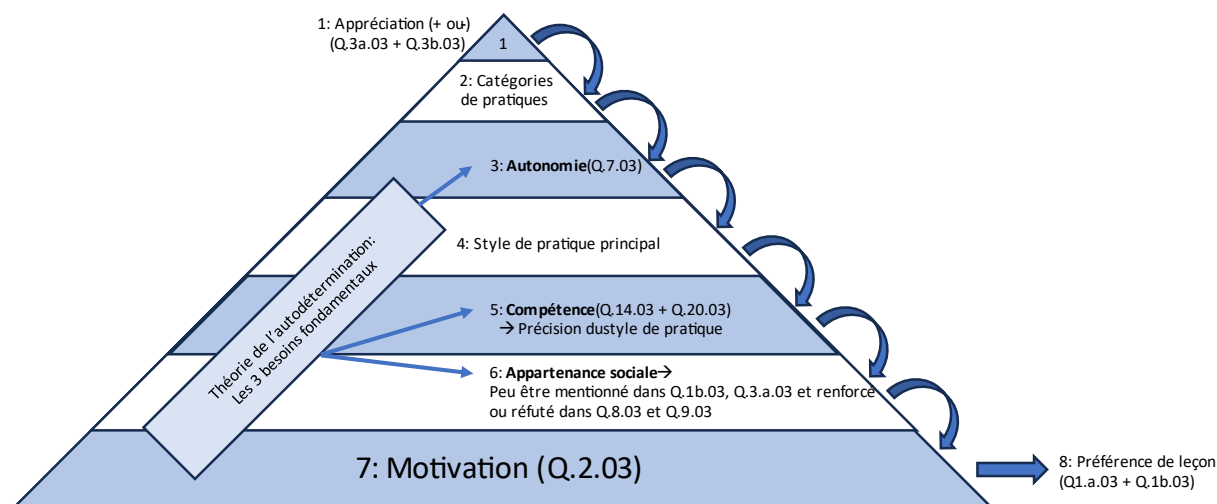 1: Appréciation (+ ou-)
(Q.3a.03 + Q.3b.03)
1
2: Catégories
de pratiques
3: Autonomie(Q.7.03)
4: Style de pratique principal
Théorie de l'autodétermination:
Les 3 besoins fondamentaux
5: Compétence(Q.14.03 + Q.20.03)
→ Précision dustyle de pratique
6: Appartenance sociale→
Peu être mentionné dans Q.1b.03, Q.3.a.03 et renforcé
ou réfuté dans Q.8.03 et Q.9.03
7: Motivation (Q.2.03)
8: Préférence de leçon
(Q1.a.03 + Q.1b.03)